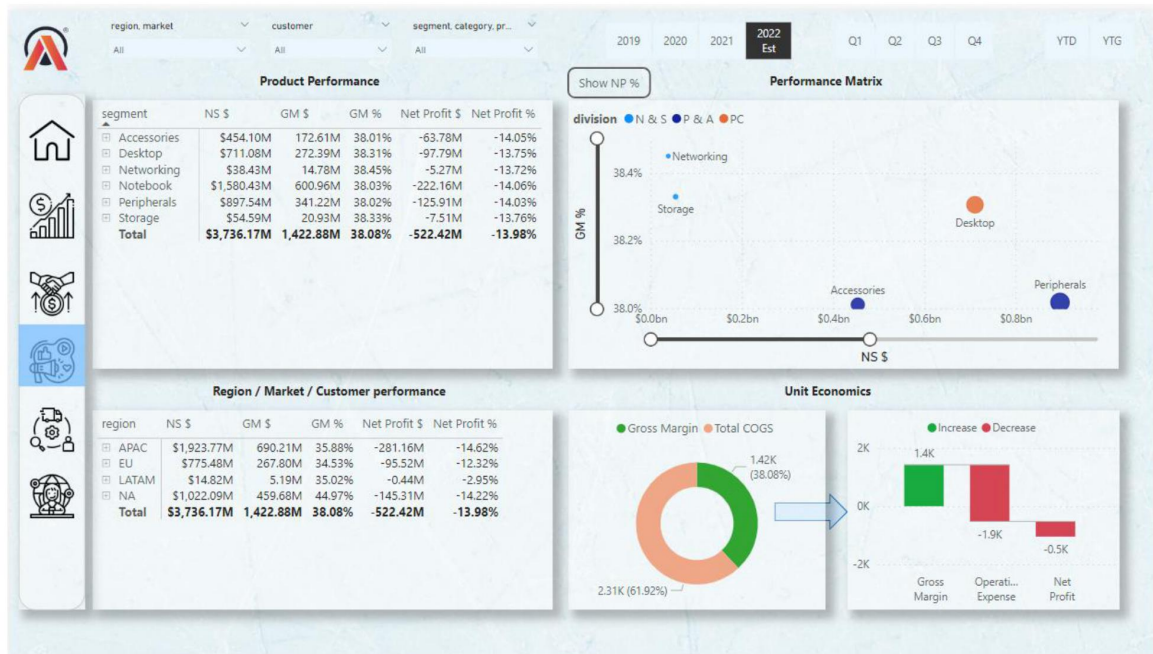 region, market customer segment, category, pr...
All All All
2019 2020 2021 2022 Est Q1 Q2 Q3 Q4 YTD YTG
Product Performance
segment NS $ GM $ GM % Net Profit $ Net Profit %
Accessories $454.10M 172.61M 38.01% -63.78M -14.05%
Desktop $711.08M 272.39M 38.31% -97.79M -13.75%
Networking $38.43M 14.78M 38.45% -5.27M -13.72%
Notebook $1,580.43M 600.96M 38.03% -222.16M -14.06%
Peripherals $897.54M 341.22M 38.02% -125.91M -14.03%
Storage $54.59M 20.93M 38.33% -7.51M -13.76%
Total $3,736.17M 1,422.88M 38.08% -522.42M -13.98%
Show NP %
Performance Matrix
division N & S P & A PC
GM %
38.4%
38.2%
38.0%
Networking
Storage
Desktop
Accessories
Peripherals
$0.0bn $0.2bn $0.4bn $0.6bn $0.8bn
NS $
Region / Market / Customer performance
region NS $ GM $ GM % Net Profit $ Net Profit %
APAC $1,923.77M 690.21M 35.88% -281.16M -14.62%
EU $775.48M 267.80M 34.53% -95.52M -12.32%
LATAM $14.82M 5.19M 35.02% -0.44M -2.95%
NA $1,022.09M 459.68M 44.97% -145.31M -14.22%
Total $3,736.17M 1,422.88M 38.08% -522.42M -13.98%
Unit Economics
Gross Margin Total COGS
1.42K
(38.08%)
2.31K (61.92%)
Increase Decrease
2K
0K
-2K
1.4K
-1.9K
-0.5K
Gross Operati... Net
Margin Expense Profit